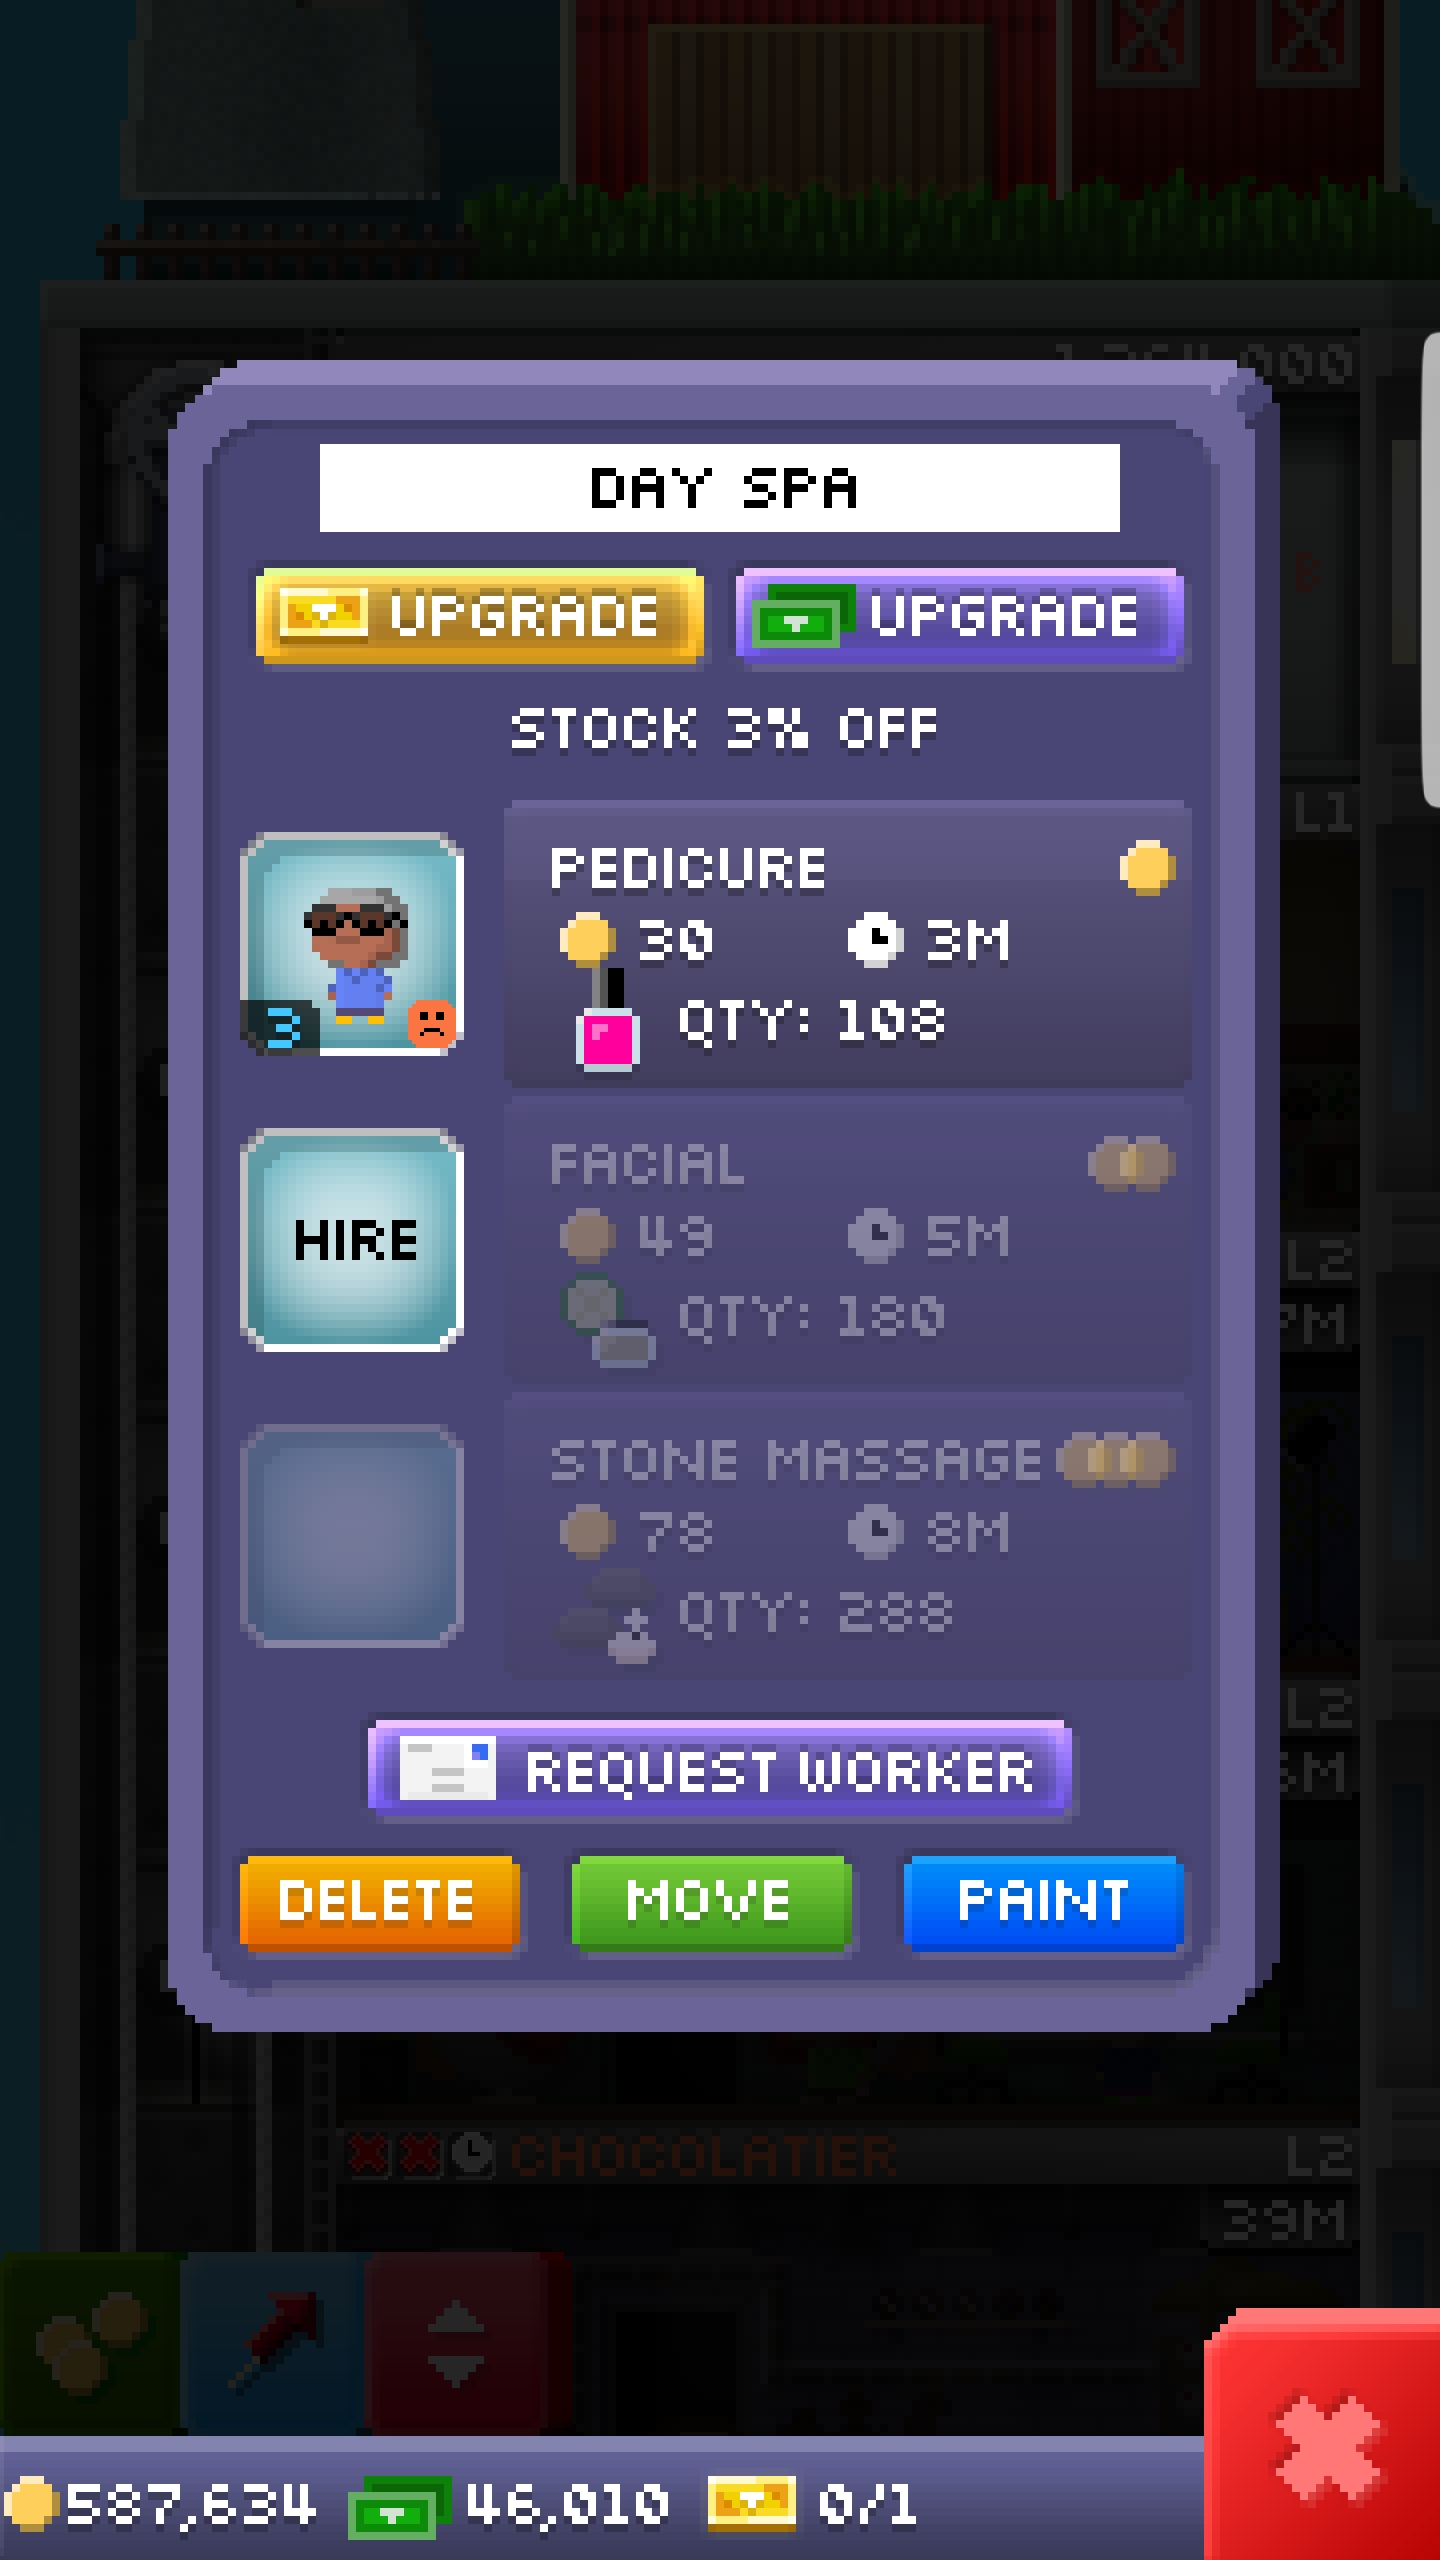 DAY SPA
UPGRADE UPGRADE
STOCK 3% OFF
L1
PEDICURE
30 3M
QTY: 108
3
FACIAL
49 5M
HIRE
QTY: 180
L2
STONE MASSAGE
78 8M
QTY: 288
L2
REQUEST WORKER
DELETE MOVE PAINT
CHOCOLATIER L2
39M
587,634 46,010 0/1